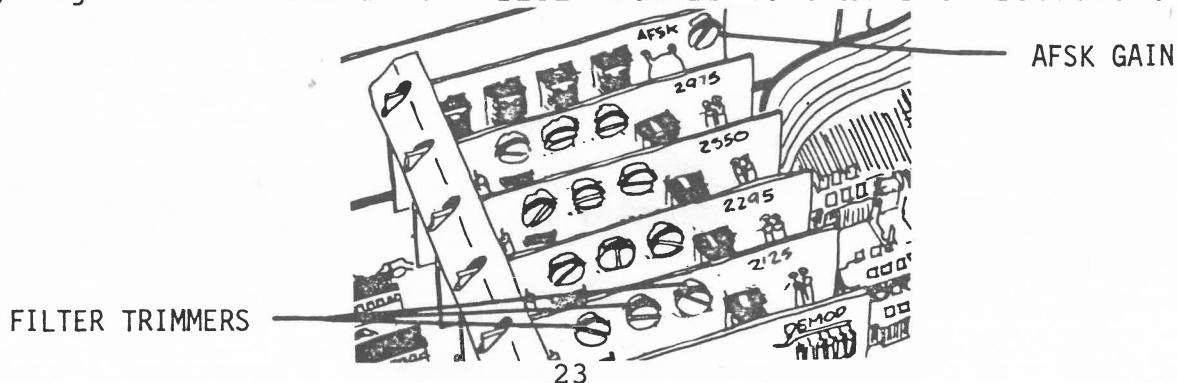 AFSK
AFSK GAIN
2975
2550
2295
2125
FILTER TRIMMERS
DEMOD
23